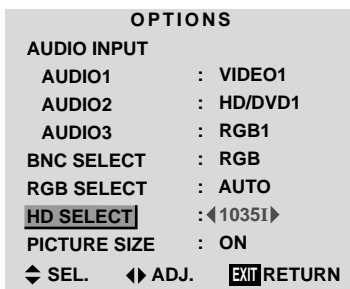 OPTIONS
AUDIO INPUT
AUDIO1 : VIDEO1
AUDIO2 : HD/DVD1
AUDIO3 : RGB1
BNC SELECT : RGB
RGB SELECT : AUTO
HD SELECT : ◀1035I▶
PICTURE SIZE : ON
SEL. ADJ. EXIT RETURN